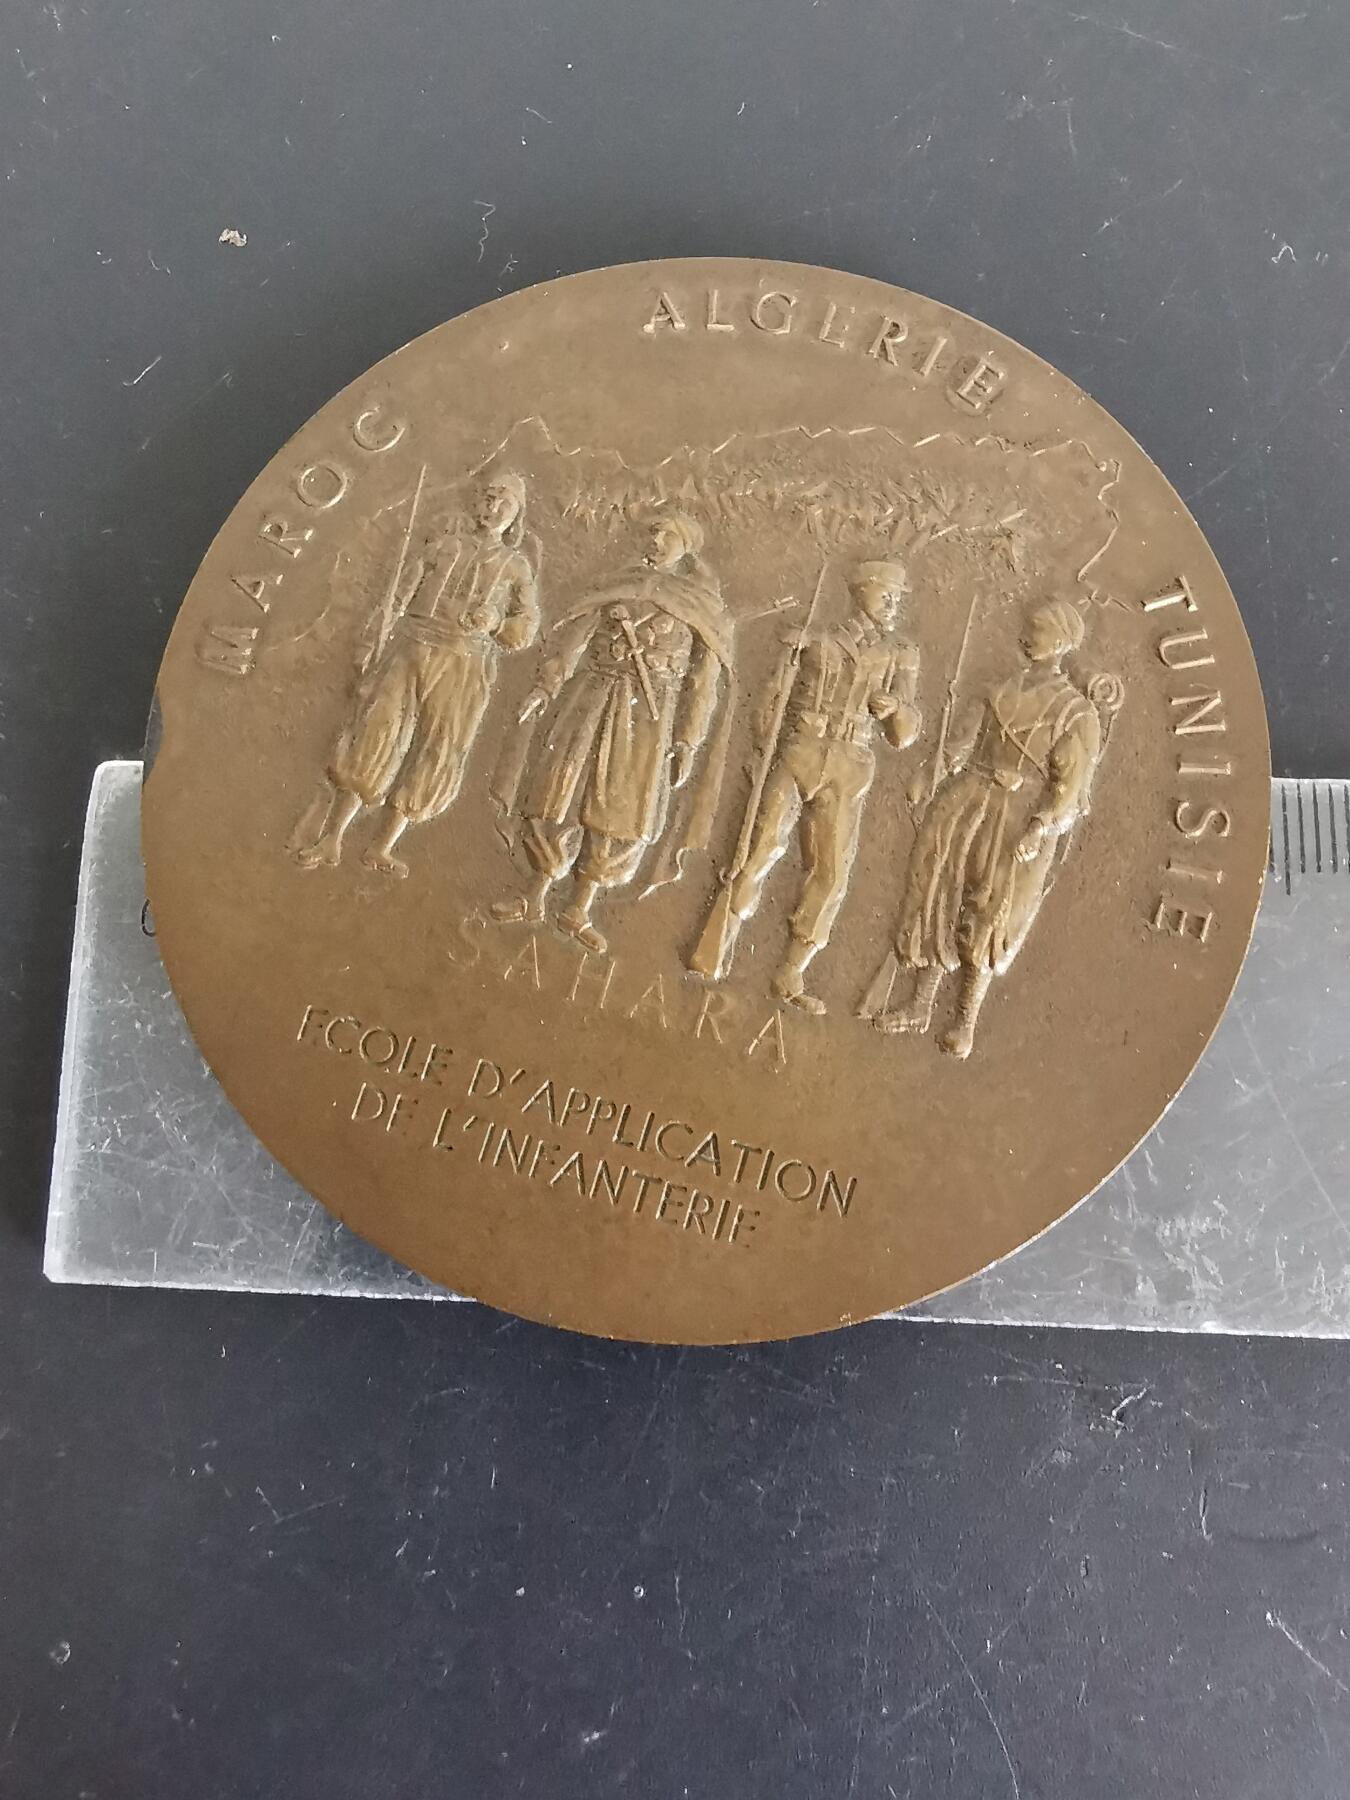 MAROC
ALGERIE
TUNISIE
SAHARA
ECOLE D'APPLICATION
DE L'INFANTERIE